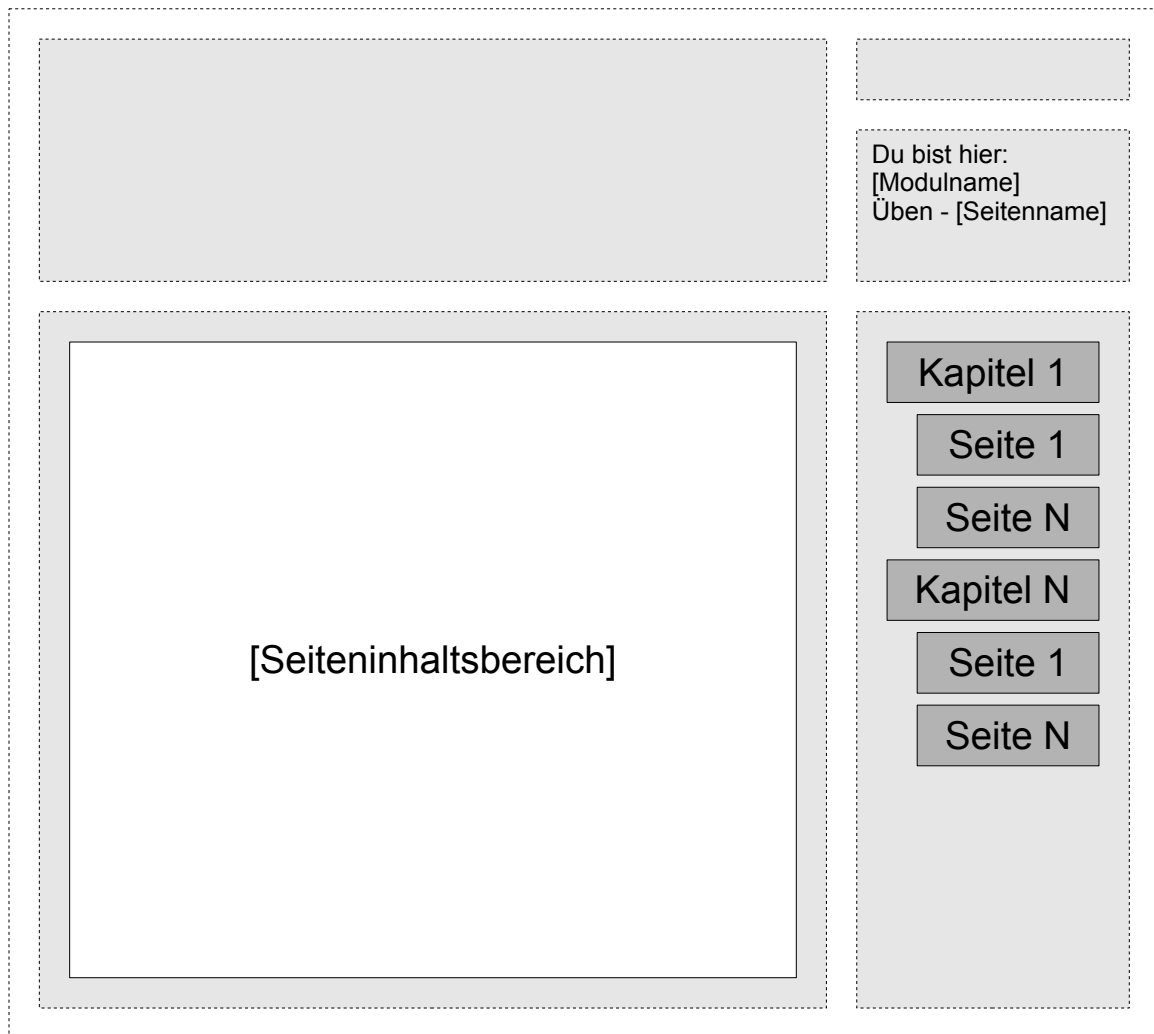 Du bist hier:
[Modulname]
Üben - [Seitenname]
[Seiteninhaltsbereich]
Kapitel 1
Seite 1
Seite N
Kapitel N
Seite 1
Seite N